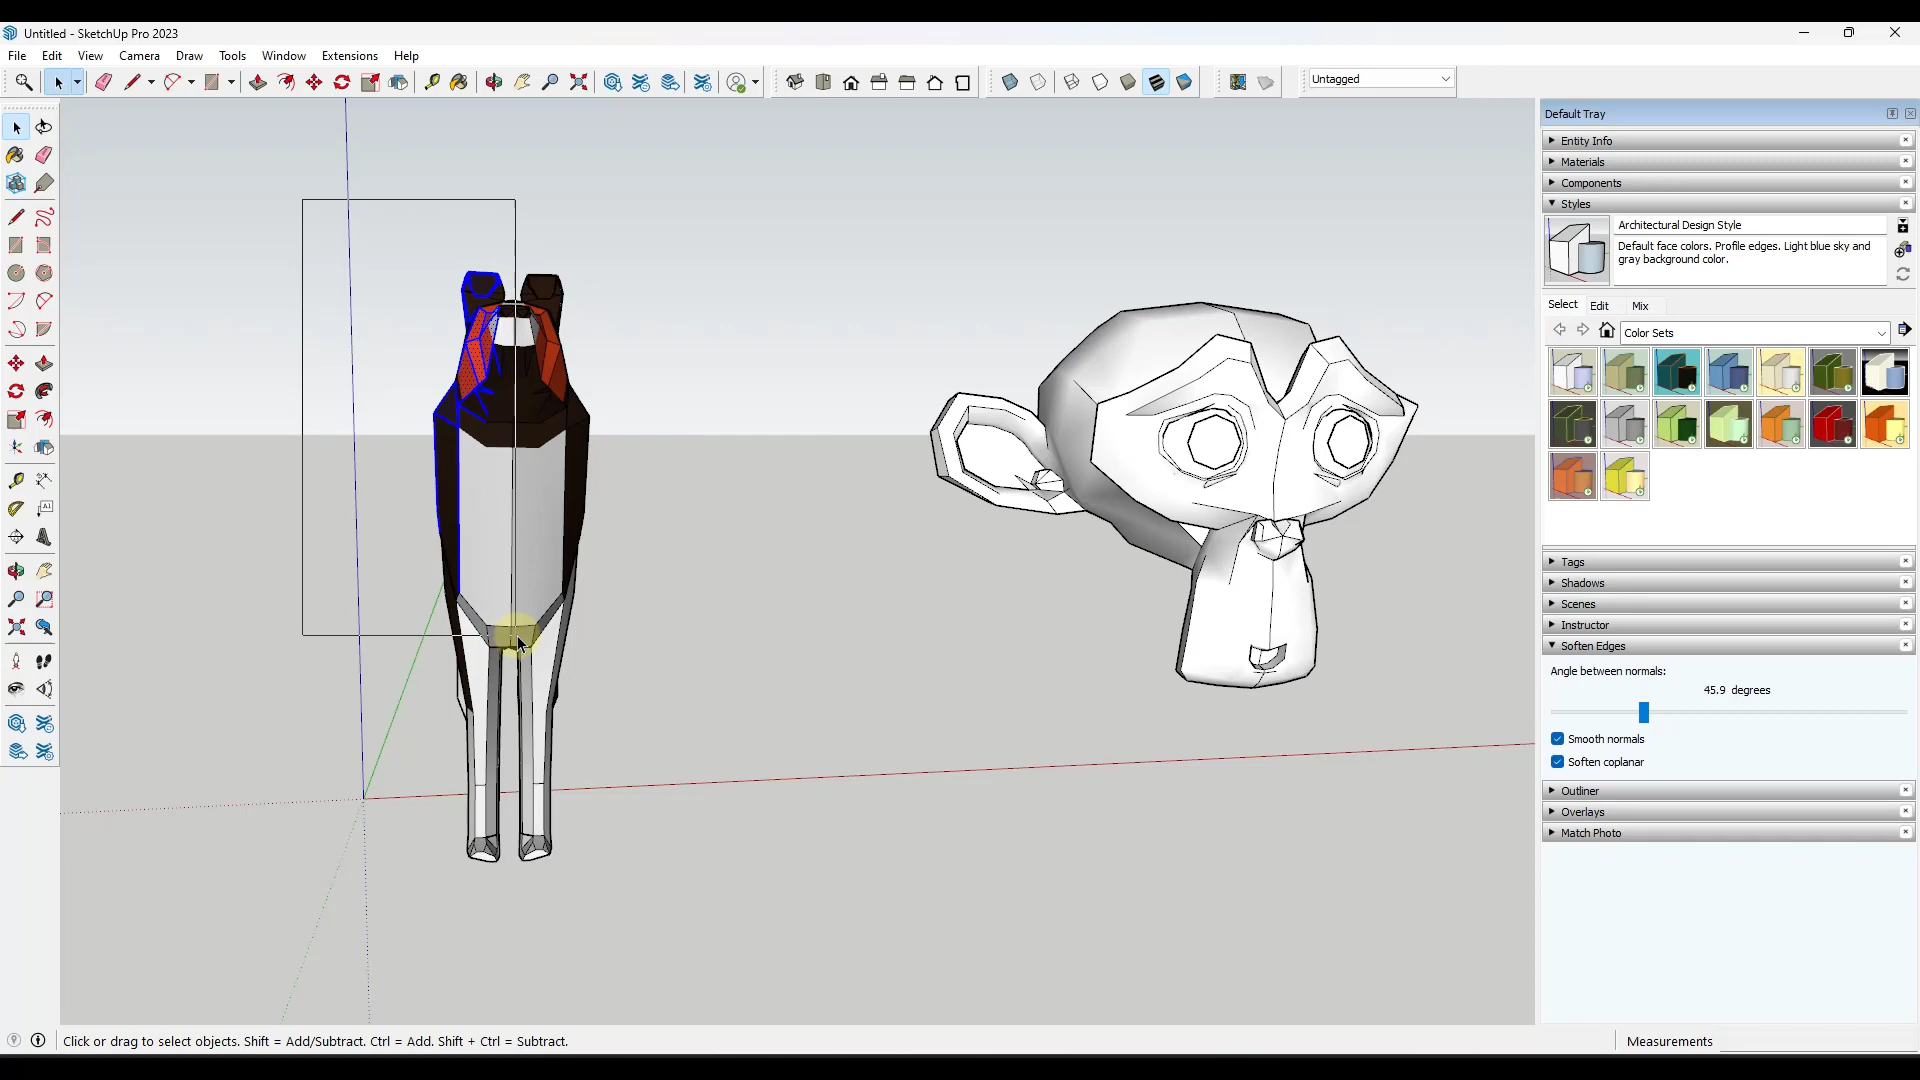 Untitled - SketchUp Pro 2023
File Edit View Camera Draw Tools Window Extensions Help
Untagged
Default Tray
Entity Info
Materials
Components
Styles
Architectural Design Style
Default face colors. Profile edges. Light blue sky and
gray background color.
Select Edit Mix
Color Sets
Tags
Shadows
Scenes
Instructor
Soften Edges
Angle between normals:
45.9 degrees
Smooth normals
Soften coplanar
Outliner
Overlays
Match Photo
Click or drag to select objects. Shift = Add/Subtract. Ctrl = Add. Shift + Ctrl = Subtract.
Measurements